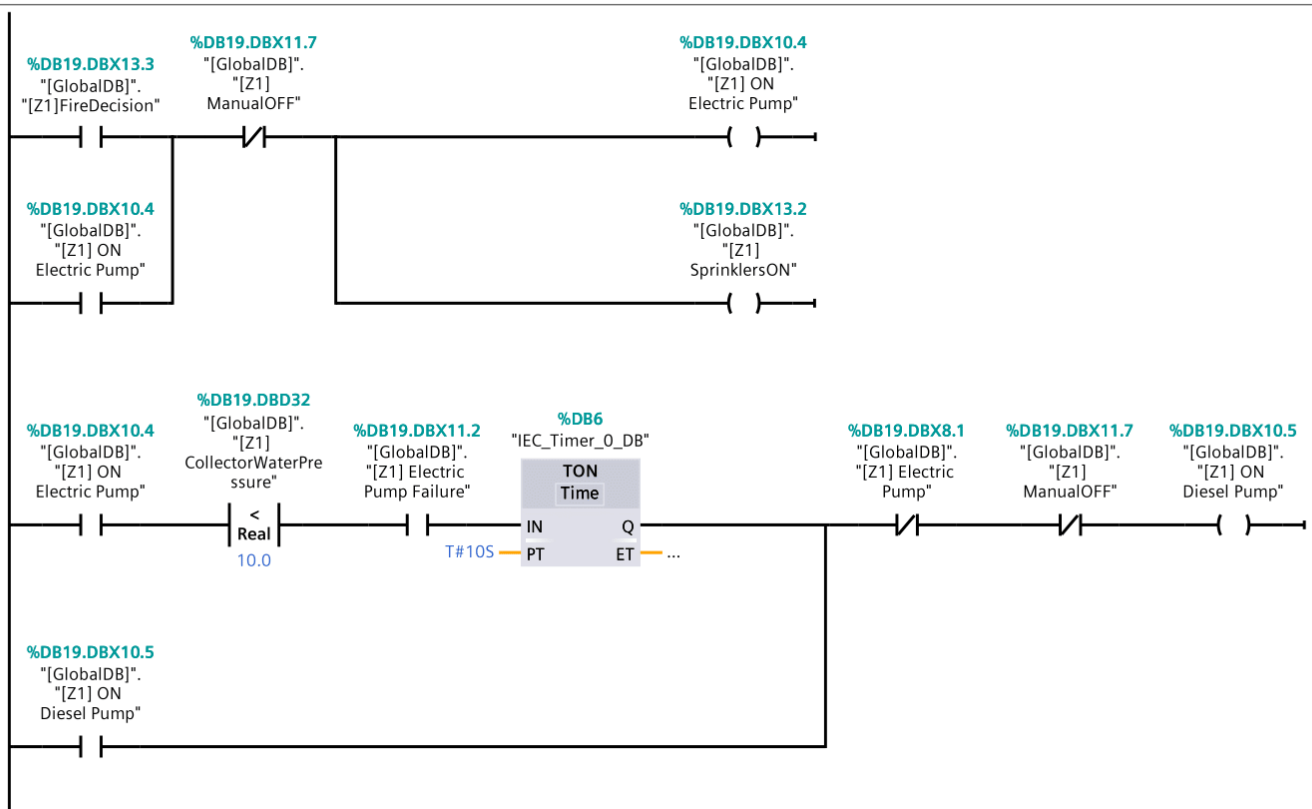 %DB19.DBX13.3
"[GlobalDB]".
"[Z1]FireDecision"
%DB19.DBX11.7
"[GlobalDB]".
"[Z1]
ManualOFF"
%DB19.DBX10.4
"[GlobalDB]".
"[Z1] ON
Electric Pump"
%DB19.DBX10.4
"[GlobalDB]".
"[Z1] ON
Electric Pump"
%DB19.DBX13.2
"[GlobalDB]".
"[Z1]
SprinklersON"
%DB19.DBX10.4
"[GlobalDB]".
"[Z1] ON
Electric Pump"
%DB19.DBD32
"[GlobalDB]".
"[Z1]
CollectorWaterPre
ssure"
<
Real
10.0
%DB19.DBX11.2
"[GlobalDB]".
"[Z1] Electric
Pump Failure"
%DB6
"IEC_Timer_0_DB"
TON
Time
IN
Q
T#10S
PT
ET
...
%DB19.DBX8.1
"[GlobalDB]".
"[Z1] Electric
Pump"
%DB19.DBX11.7
"[GlobalDB]".
"[Z1]
ManualOFF"
%DB19.DBX10.5
"[GlobalDB]".
"[Z1] ON
Diesel Pump"
%DB19.DBX10.5
"[GlobalDB]".
"[Z1] ON
Diesel Pump"